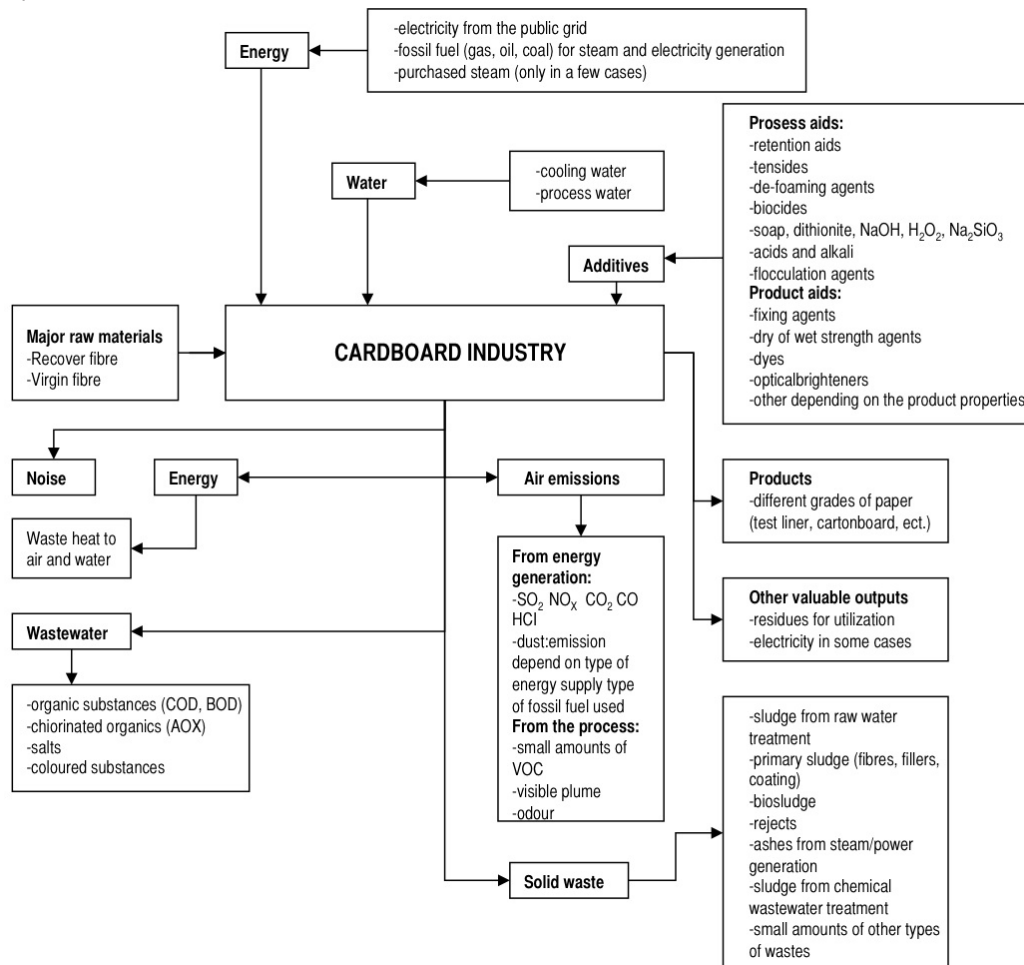 -electricity from the public grid
-fossil fuel (gas, oil, coal) for steam and electricity generation
-purchased steam (only in a few cases)
Energy
Prosess aids:
-retention aids
-tensides
-de-foaming agents
-biocides
-soap, dithionite, NaOH, H₂O₂, Na₂SiO₃
-acids and alkali
-flocculation agents
Product aids:
-fixing agents
-dry of wet strength agents
-dyes
-opticalbrighteners
-other depending on the product properties
Water
-cooling water
-process water
Additives
Major raw materials
-Recover fibre
-Virgin fibre
CARDBOARD INDUSTRY
Noise
Energy
Air emissions
Products
-different grades of paper
(test liner, cartonboard, ect.)
Waste heat to
air and water
From energy
generation:
-SO₂ NOₓ CO₂ CO
HCI
-dust:emission
depend on type of
energy supply type
of fossil fuel used
From the process:
-small amounts of
VOC
-visible plume
-odour
Other valuable outputs
-residues for utilization
-electricity in some cases
Wastewater
-organic substances (COD, BOD)
-chiorinated organics (AOX)
-salts
-coloured substances
-sludge from raw water
treatment
-primary sludge (fibres, fillers,
coating)
-biosludge
-rejects
-ashes from steam/power
generation
-sludge from chemical
wastewater treatment
-small amounts of other types
of wastes
Solid waste